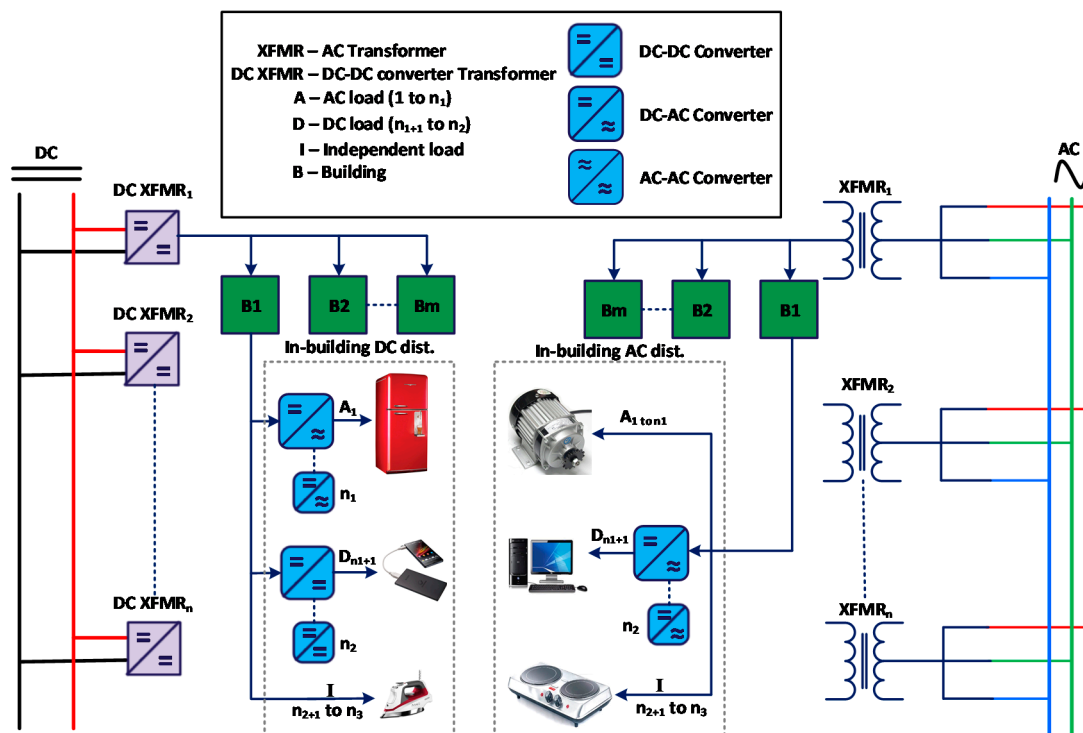 XFMR – AC Transformer
DC XFMR – DC-DC converter Transformer
A – AC load (1 to n₁)
D – DC load (n₁₊₁ to n₂)
I – Independent load
B – Building
DC-DC Converter
DC-AC Converter
AC-AC Converter
DC
AC
DC XFMR₁
DC XFMR₂
DC XFMRₙ
B1
B2
Bm
In-building DC dist.
A₁
n₁
Dₙ₁₊₁
n₂
I
n₂₊₁ to n₃
Bm
B2
B1
In-building AC dist.
A₁ ₜₒ ₙ₁
Dₙ₁₊₁
n₂
I
n₂₊₁ to n₃
XFMR₁
XFMR₂
XFMRₙ